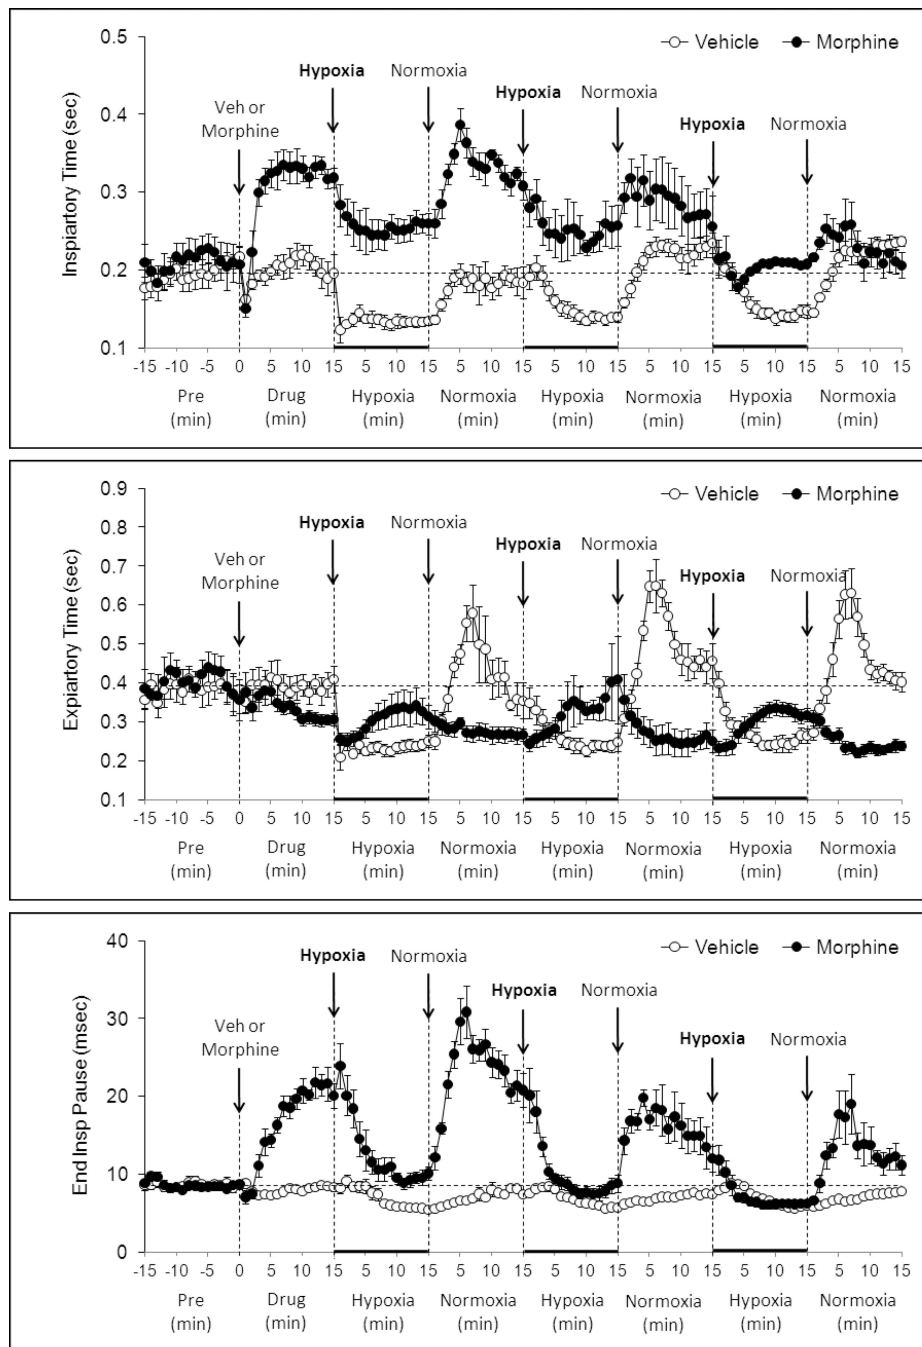 Vehicle Morphine
Hypoxia Normoxia
Hypoxia Normoxia
Veh or
Morphine
Hypoxia Normoxia
Inspiartory Time (sec)
0.5
0.4
0.3
0.2
0.1
-15 -10 -5 0 5 10 15 5 10 15 5 10 15 5 10 15 5 10 15 5 10 15 5 10 15
Pre Drug Hypoxia Normoxia Hypoxia Normoxia Hypoxia Normoxia
(min) (min) (min) (min) (min) (min) (min) (min)
Vehicle Morphine
Hypoxia Normoxia
Hypoxia Normoxia
Veh or
Morphine
Hypoxia Normoxia
Expiartory Time (sec)
0.9
0.8
0.7
0.6
0.5
0.4
0.3
0.2
0.1
-15 -10 -5 0 5 10 15 5 10 15 5 10 15 5 10 15 5 10 15 5 10 15 5 10 15
Pre Drug Hypoxia Normoxia Hypoxia Normoxia Hypoxia Normoxia
(min) (min) (min) (min) (min) (min) (min) (min)
Vehicle Morphine
Hypoxia Normoxia
Hypoxia Normoxia
Veh or
Morphine
Hypoxia Normoxia
End Insp Pause (msec)
40
30
20
10
0
-15 -10 -5 0 5 10 15 5 10 15 5 10 15 5 10 15 5 10 15 5 10 15 5 10 15
Pre Drug Hypoxia Normoxia Hypoxia Normoxia Hypoxia Normoxia
(min) (min) (min) (min) (min) (min) (min) (min)